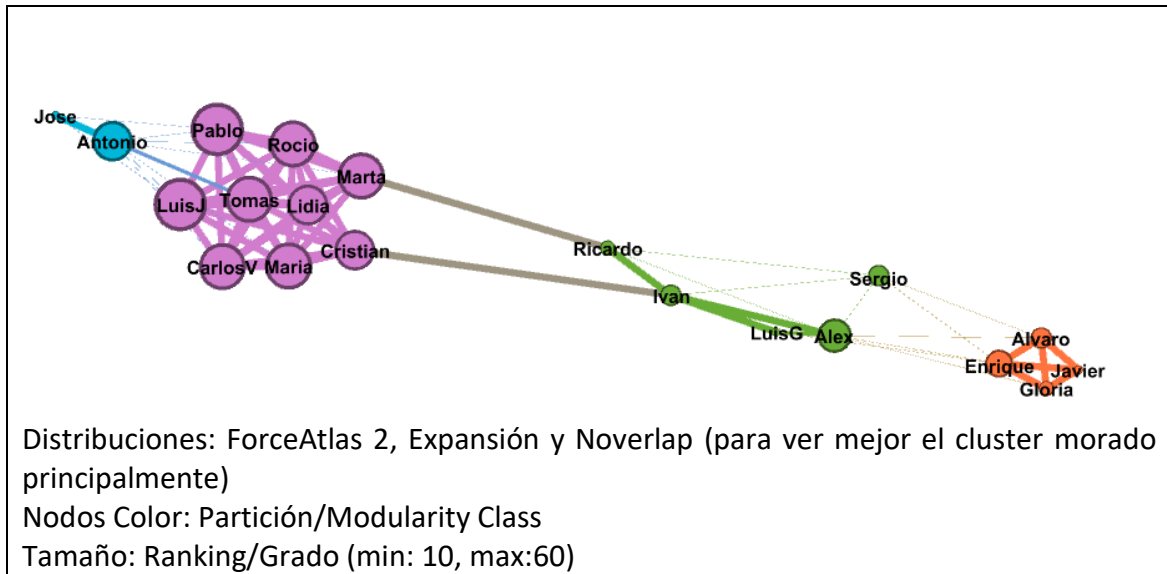 Jose
Antonio
Pablo
Rocio
Marta
LuisJ
Tomas
Lidia
CarlosV
Maria
Cristian
Ricardo
Ivan
Sergio
LuisG
Alex
Alvaro
Enrique
Javier
Gloria
Distribuciones: ForceAtlas 2, Expansión y Noverlap (para ver mejor el cluster morado
principalmente)
Nodos Color: Partición/Modularity Class
Tamaño: Ranking/Grado (min: 10, max:60)